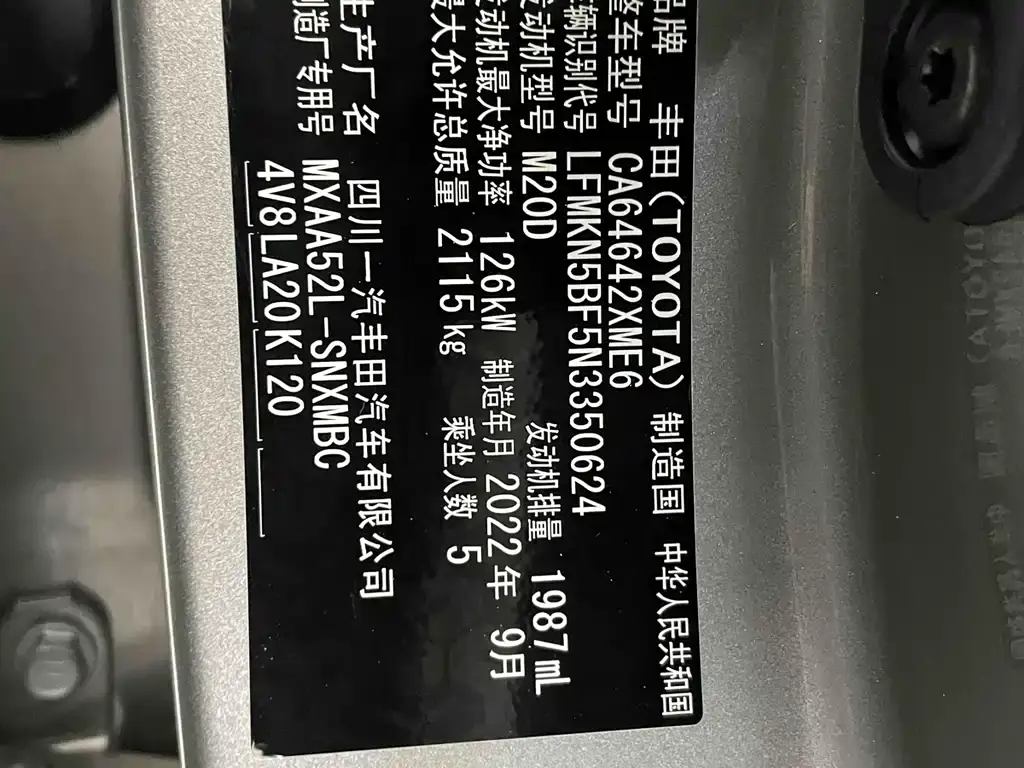 品牌 丰田(TOYOTA) 制造国 中华人民共和国
整车型号 CA64642XME6
车辆识别代号 LFMKN5BF5N3350624
发动机型号 M20D 发动机排量 1987mL
发动机最大净功率 126kW 制造年月 2022年 9月
最大允许总质量 2115kg 乘坐人数 5
生产厂名 四川一汽丰田汽车有限公司
制造厂专用号 MXAA52L-SNXMBC
4V8LA20K120